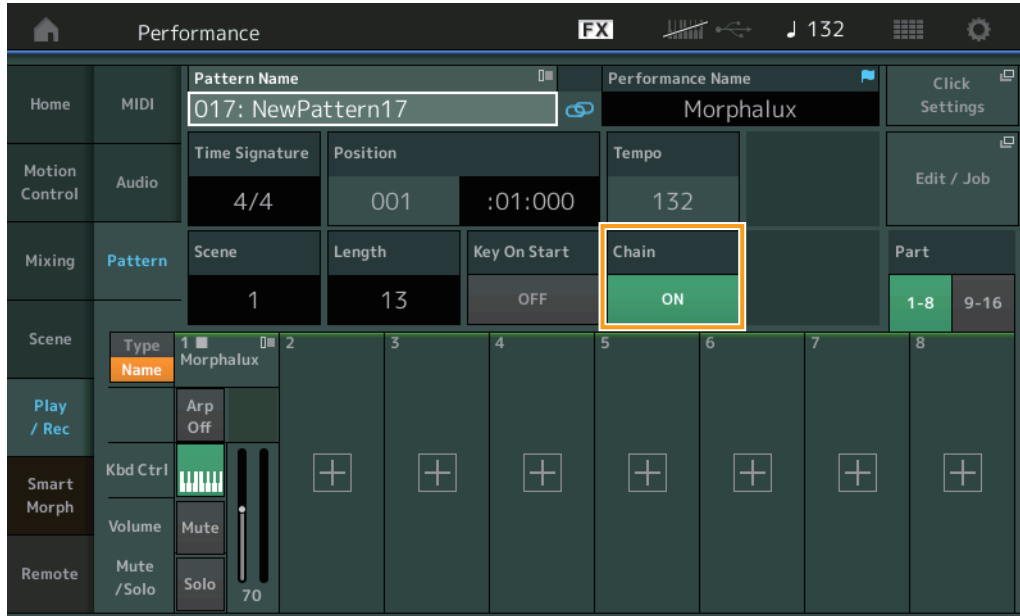 Performance
FX
132
Home
Motion
Control
Mixing
Scene
Play
/ Rec
Smart
Morph
Remote
MIDI
Audio
Pattern
Pattern Name
017: NewPattern17
Performance Name
Morphalux
Click
Settings
Time Signature
4/4
Position
001
:01:000
Tempo
132
Edit / Job
Scene
1
Length
13
Key On Start
OFF
Chain
ON
Part
1-8
9-16
Type
Name
1
Morphalux
2
3
4
5
6
7
8
Arp
Off
Kbd Ctrl
Volume
Mute
Mute
/Solo
Solo
70